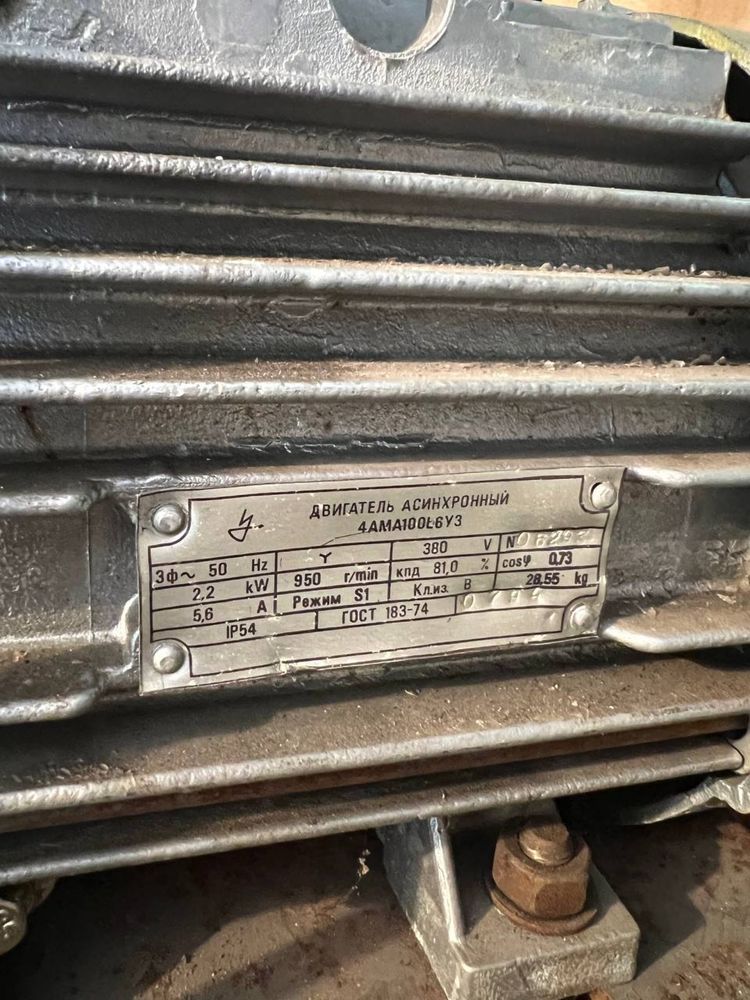 ДВИГАТЕЛЬ АСИНХРОННЫЙ
4АМА100L6У3
3ф~ 50 Hz Y 380 V N
2,2 kW 950 r/min кпд 81,0 % cosφ 0,73
5,6 A Режим S1 Кл.из. В 28,55 kg
IP54 ГОСТ 183-74